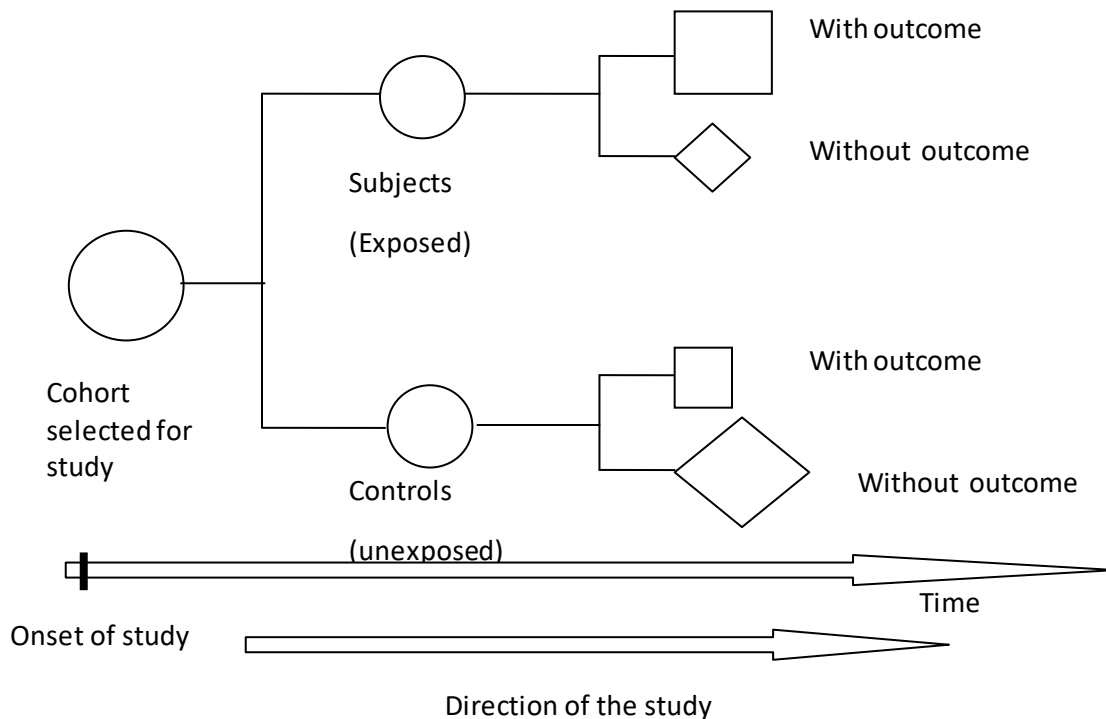 With outcome
Without outcome
Subjects
(Exposed)
With outcome
Cohort
selected for
study
Without outcome
Controls
(unexposed)
Time
Onset of study
Direction of the study